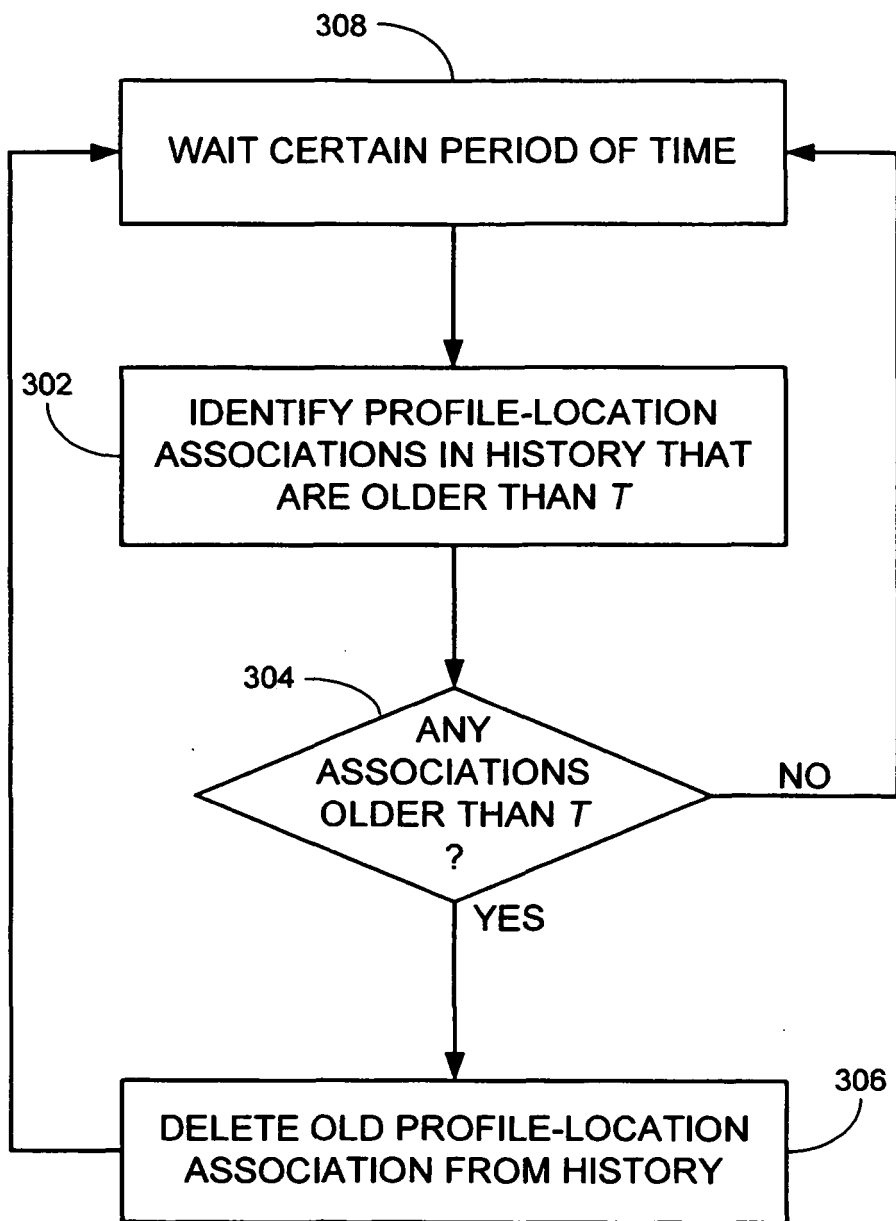 308
WAIT CERTAIN PERIOD OF TIME
302
IDENTIFY PROFILE-LOCATION
ASSOCIATIONS IN HISTORY THAT
ARE OLDER THAN T
304
ANY
ASSOCIATIONS
OLDER THAN T
?
NO
YES
306
DELETE OLD PROFILE-LOCATION
ASSOCIATION FROM HISTORY